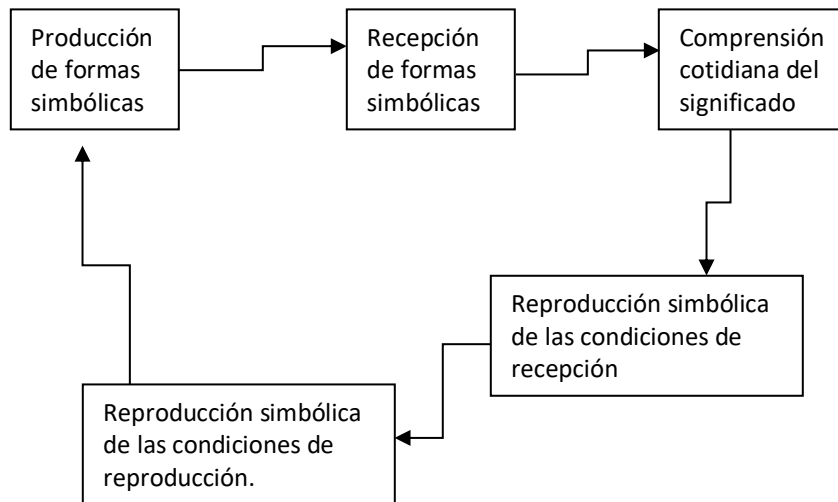 Producción
de formas
simbólicas
Recepción
de formas
simbólicas
Comprensión
cotidiana del
significado
Reproducción simbólica
de las condiciones de
recepción
Reproducción simbólica
de las condiciones de
reproducción.